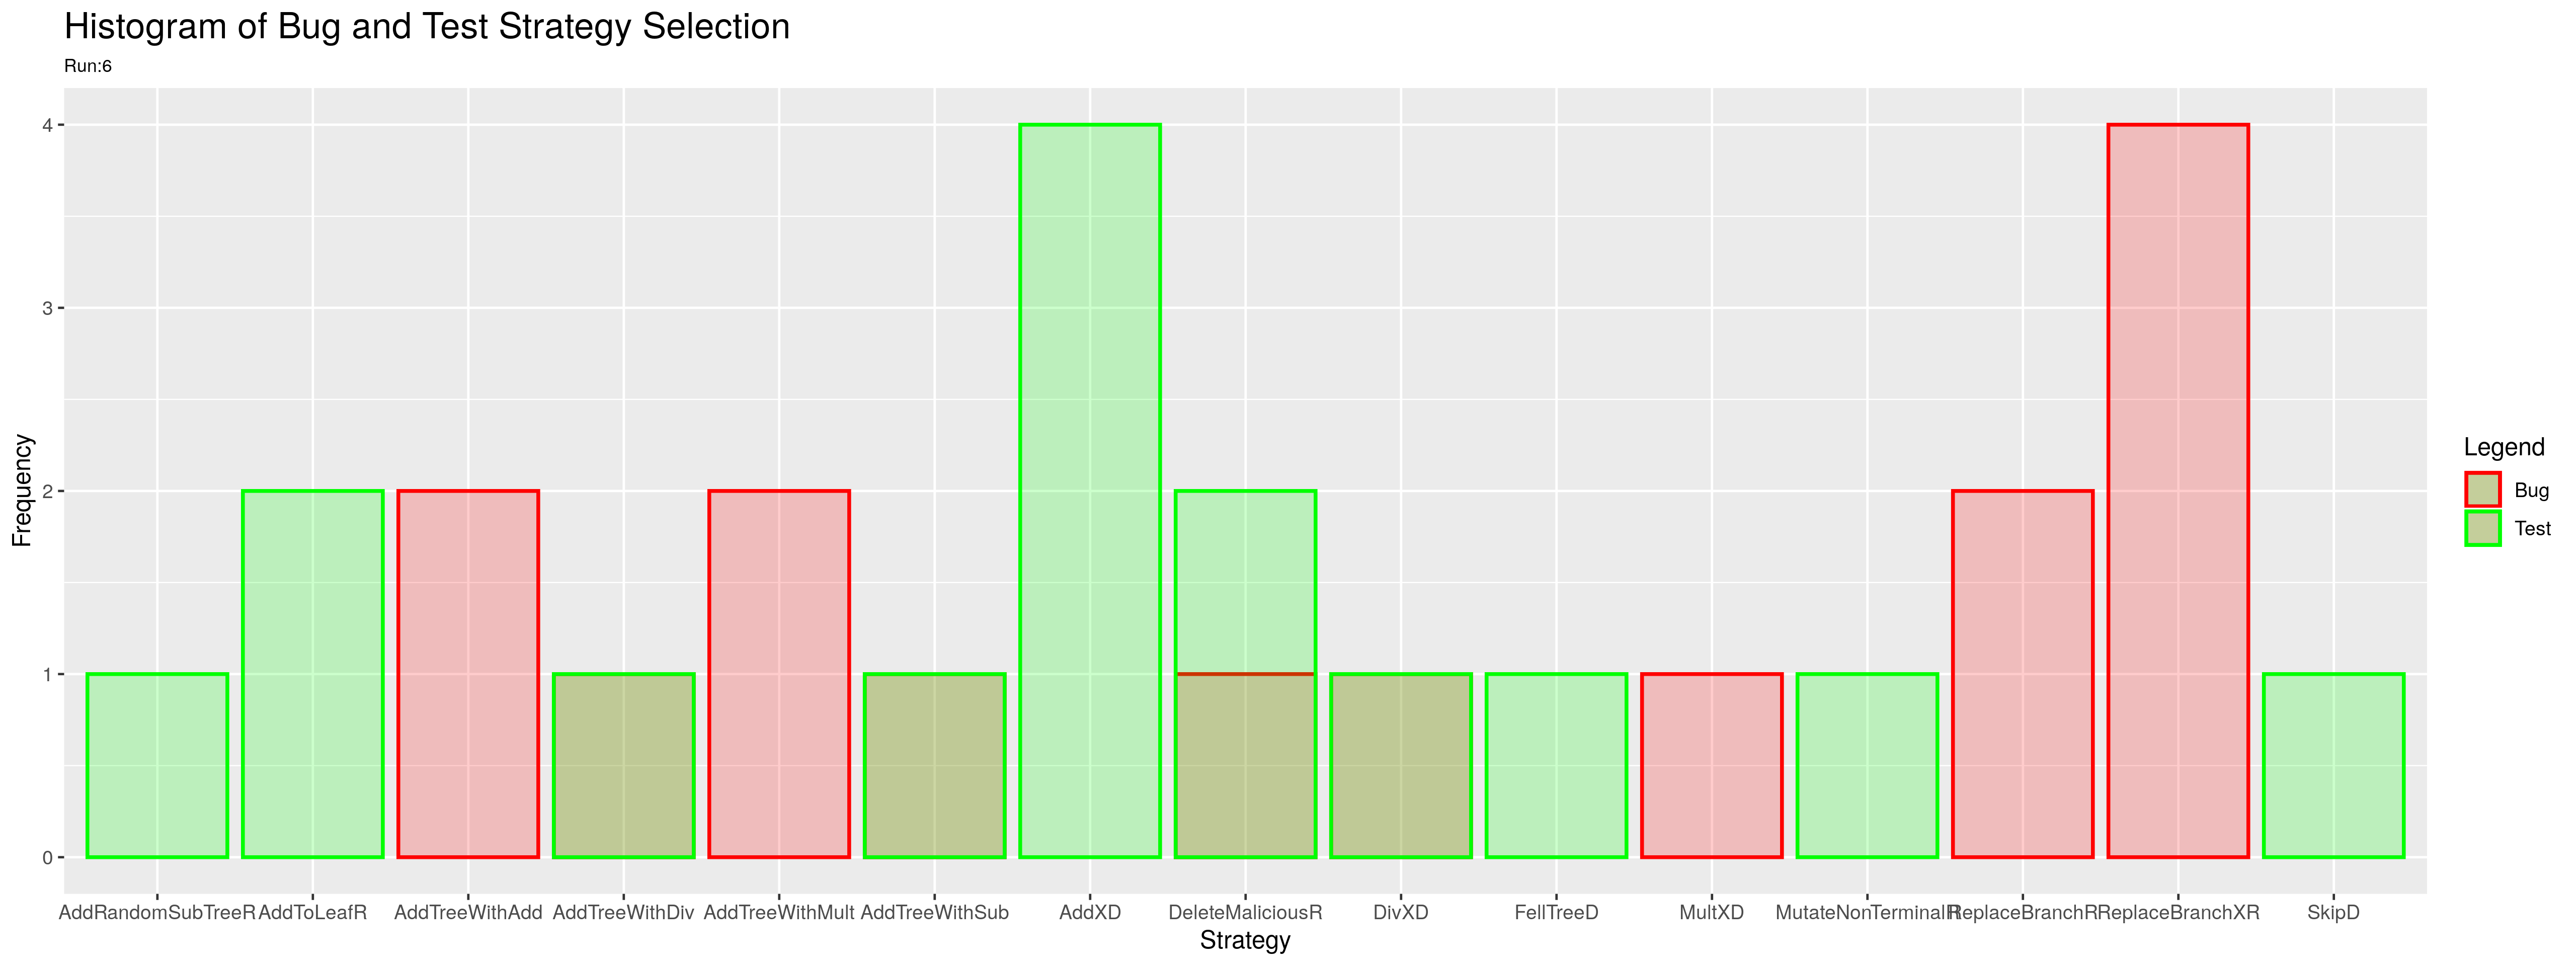 Histogram of Bug and Test Strategy Selection
Run:6
4
3
2
1
0
Frequency
AddRandomSubTreeR AddToLeafR AddTreeWithAdd AddTreeWithDiv AddTreeWithMult AddTreeWithSub AddXD DeleteMaliciousR DivXD FellTreeD MultXD MutateNonTerminalR ReplaceBranchR ReplaceBranchXR SkipD
Strategy
Legend
Bug
Test